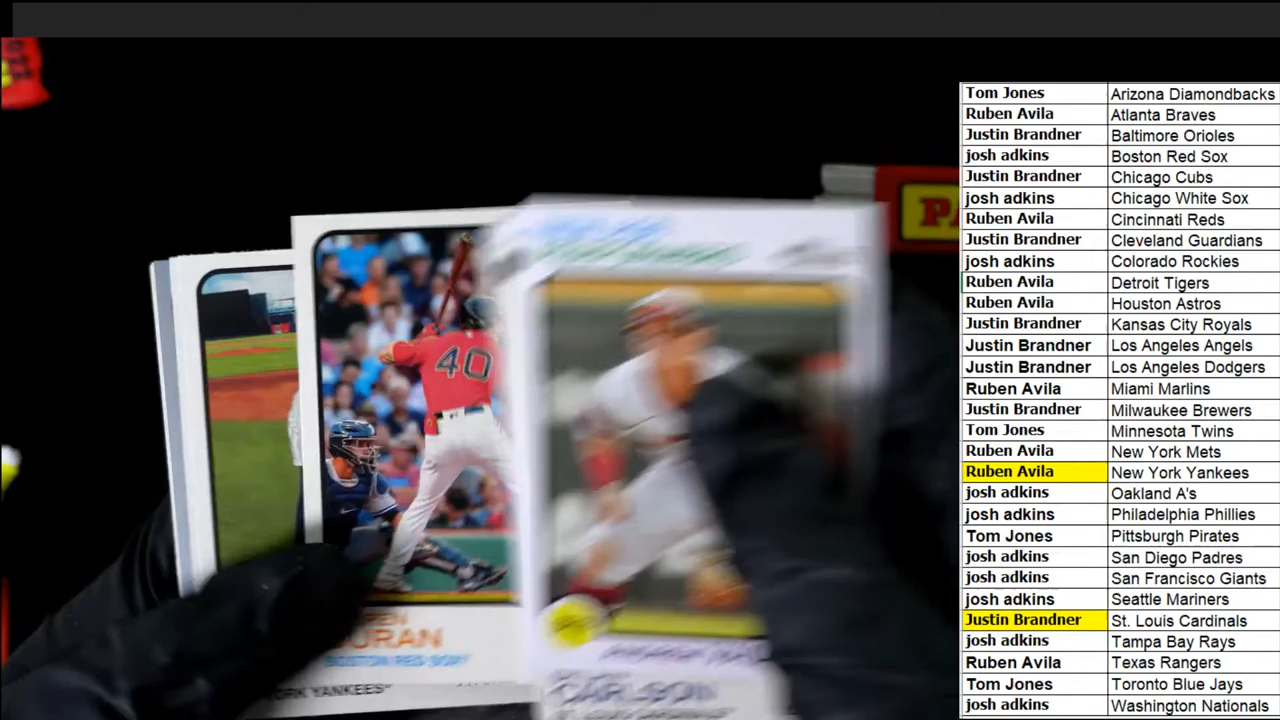 Tom Jones Arizona Diamondbacks
Ruben Avila Atlanta Braves
Justin Brandner Baltimore Orioles
josh adkins Boston Red Sox
Justin Brandner Chicago Cubs
josh adkins Chicago White Sox
Ruben Avila Cincinnati Reds
Justin Brandner Cleveland Guardians
josh adkins Colorado Rockies
Ruben Avila Detroit Tigers
Ruben Avila Houston Astros
Justin Brandner Kansas City Royals
Justin Brandner Los Angeles Angels
Justin Brandner Los Angeles Dodgers
Ruben Avila Miami Marlins
Justin Brandner Milwaukee Brewers
Tom Jones Minnesota Twins
Ruben Avila New York Mets
Ruben Avila New York Yankees
josh adkins Oakland A's
josh adkins Philadelphia Phillies
Tom Jones Pittsburgh Pirates
josh adkins San Diego Padres
josh adkins San Francisco Giants
josh adkins Seattle Mariners
Justin Brandner St. Louis Cardinals
josh adkins Tampa Bay Rays
Ruben Avila Texas Rangers
Tom Jones Toronto Blue Jays
josh adkins Washington Nationals
40
DURAN
BOSTON RED SOX
YORK YANKEES
CARLSON